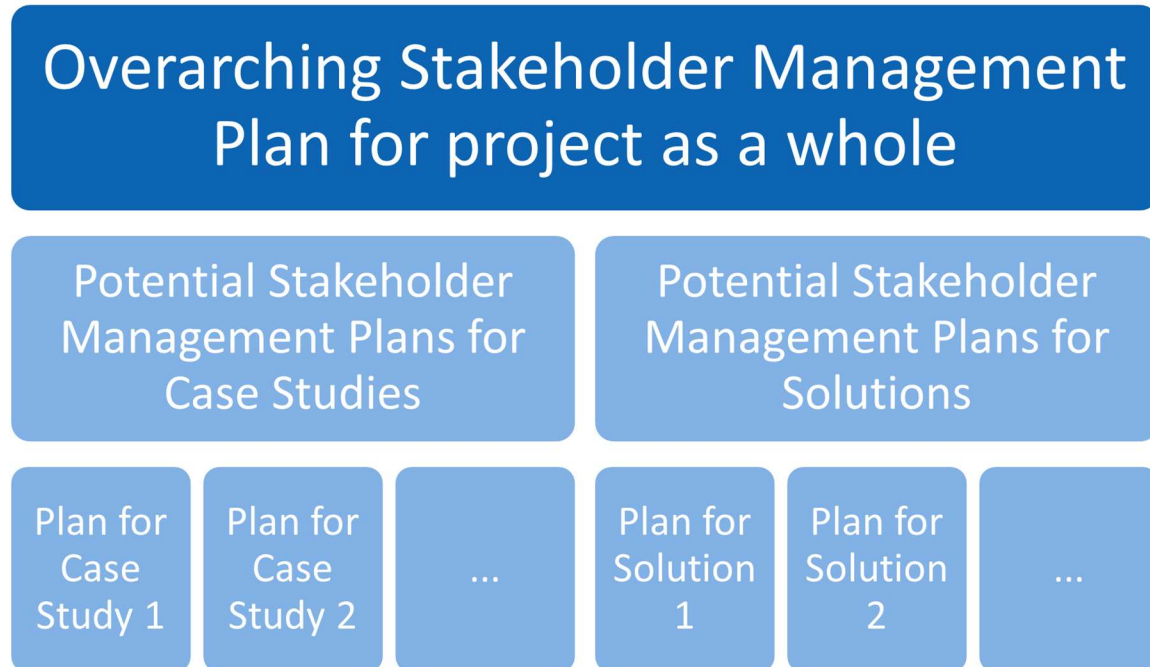 Overarching Stakeholder Management
Plan for project as a whole
Potential Stakeholder
Management Plans for
Case Studies
Potential Stakeholder
Management Plans for
Solutions
Plan for
Case
Study 1
Plan for
Case
Study 2
...
Plan for
Solution
1
Plan for
Solution
2
...